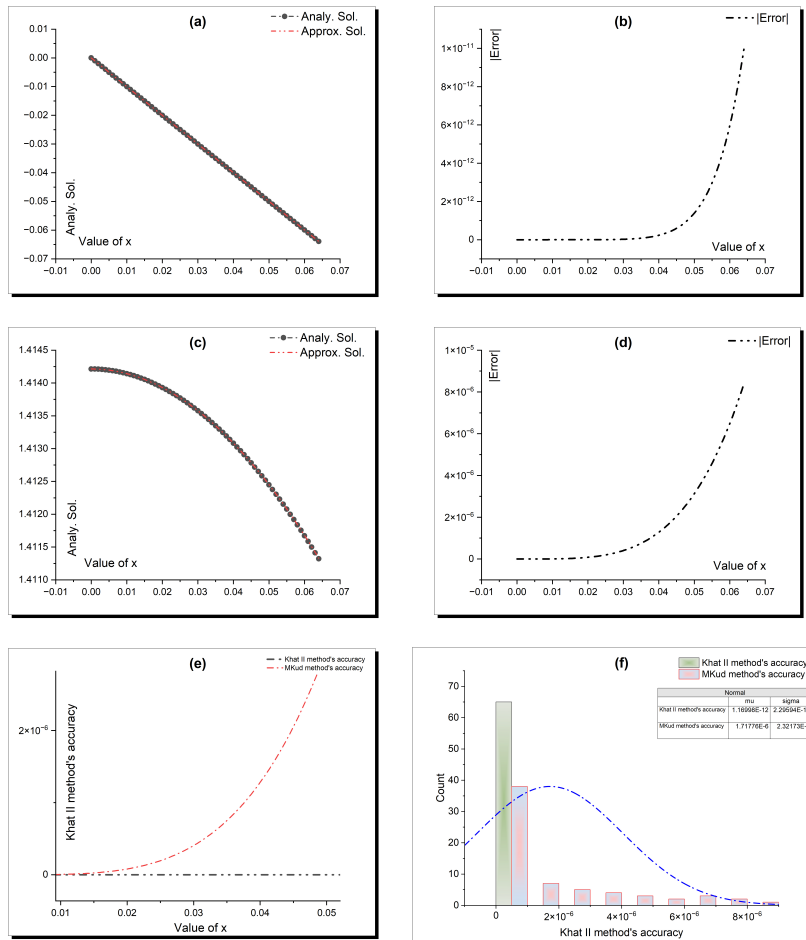 (a)
Analy. Sol.
Approx. Sol.
0.01
0.00
−0.01
−0.02
−0.03
−0.04
−0.05
−0.06
−0.07
Analy. Sol.
Value of x
−0.01 0.00 0.01 0.02 0.03 0.04 0.05 0.06 0.07
(b)
|Error|
|Error|
1×10−11
8×10−12
6×10−12
4×10−12
2×10−12
0
Value of x
−0.01 0.00 0.01 0.02 0.03 0.04 0.05 0.06 0.07
(c)
Analy. Sol.
Approx. Sol.
1.4145
1.4140
1.4135
1.4130
1.4125
1.4120
1.4115
1.4110
Analy. Sol.
Value of x
−0.01 0.00 0.01 0.02 0.03 0.04 0.05 0.06 0.07
(d)
|Error|
|Error|
1×10−5
8×10−6
6×10−6
4×10−6
2×10−6
0
Value of x
−0.01 0.00 0.01 0.02 0.03 0.04 0.05 0.06 0.07
(e)
Khat II method's accuracy
MKud method's accuracy
Khat II method's accuracy
2×10−6
0
0.01 0.02 0.03 0.04 0.05
Value of x
(f)
Khat II method's accuracy
MKud method's accuracy
Normal
mu sigma
Khat II method's accuracy 1.16998E-12 2.29594E-1
MKud method's accuracy 1.71776E-6 2.32173E-
70
60
50
40
30
20
10
0
Count
0 2×10−6 4×10−6 6×10−6 8×10−6
Khat II method's accuracy